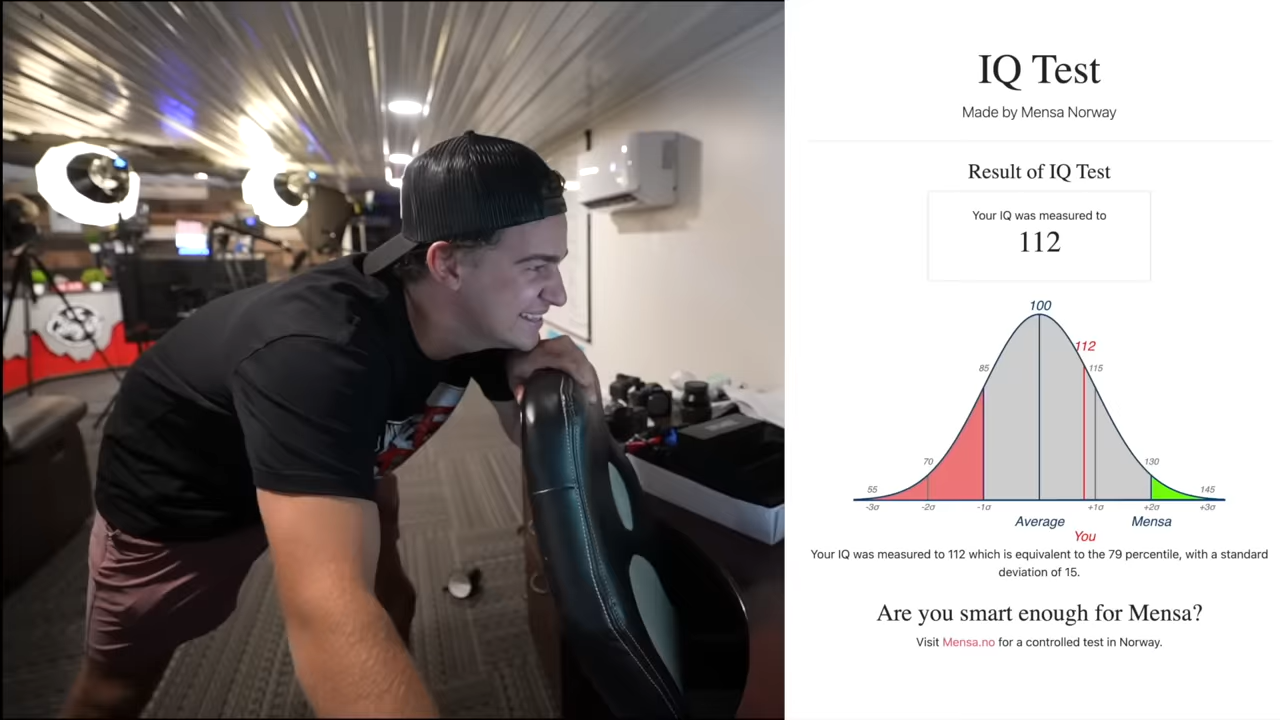 IQ Test
Made by Mensa Norway
Result of IQ Test
Your IQ was measured to
112
100
112
85
115
70
130
55
145
-3σ
-2σ
-1σ
+1σ
+2σ
+3σ
Average
Mensa
You
Your IQ was measured to 112 which is equivalent to the 79 percentile, with a standard
deviation of 15.
Are you smart enough for Mensa?
Visit Mensa.no for a controlled test in Norway.